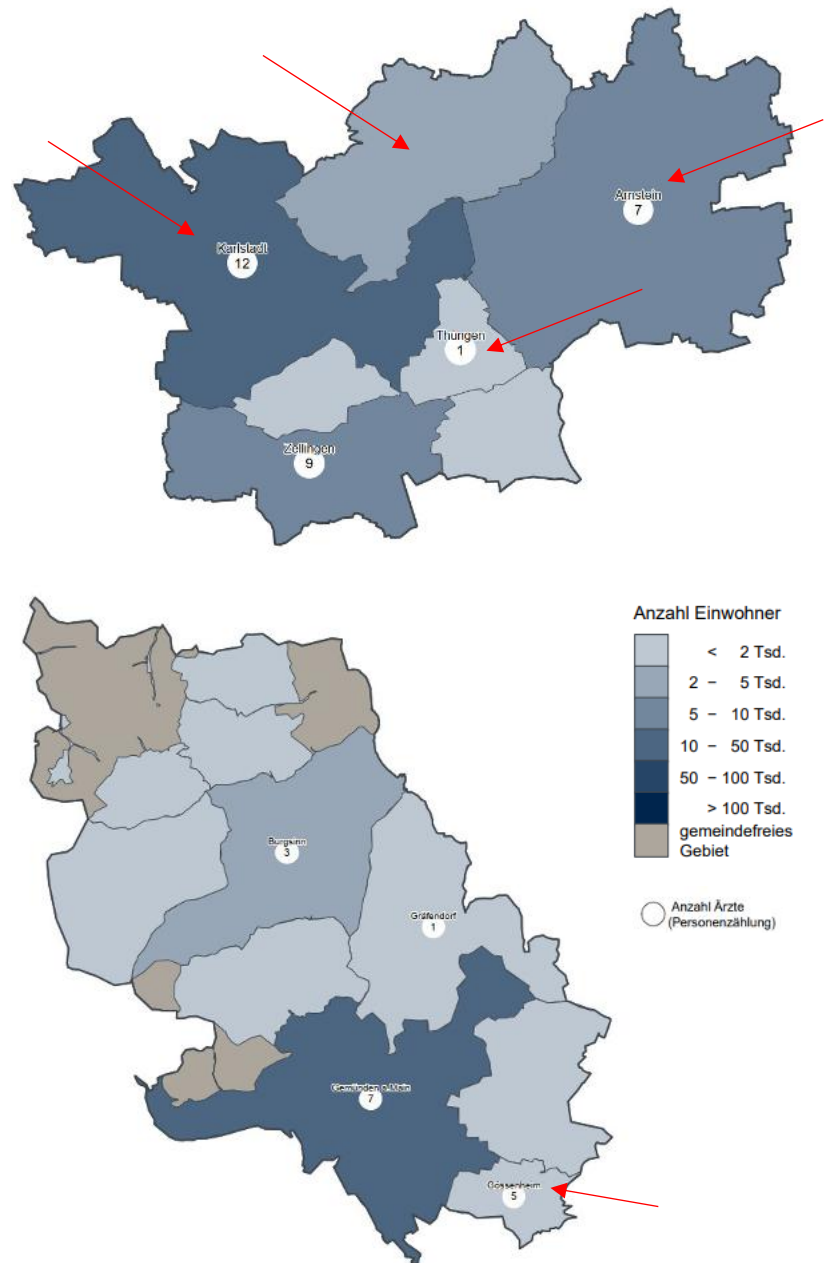 Arnstein
7
Karlstadt
12
Thüngen
1
Zellingen
9
Anzahl Einwohner
< 2 Tsd.
2 – 5 Tsd.
5 – 10 Tsd.
10 – 50 Tsd.
50 – 100 Tsd.
> 100 Tsd.
gemeindefreies
Gebiet
Anzahl Ärzte
(Personenzählung)
Burgsinn
3
Gräfendorf
1
Gemünden a.Main
7
Gössenheim
5